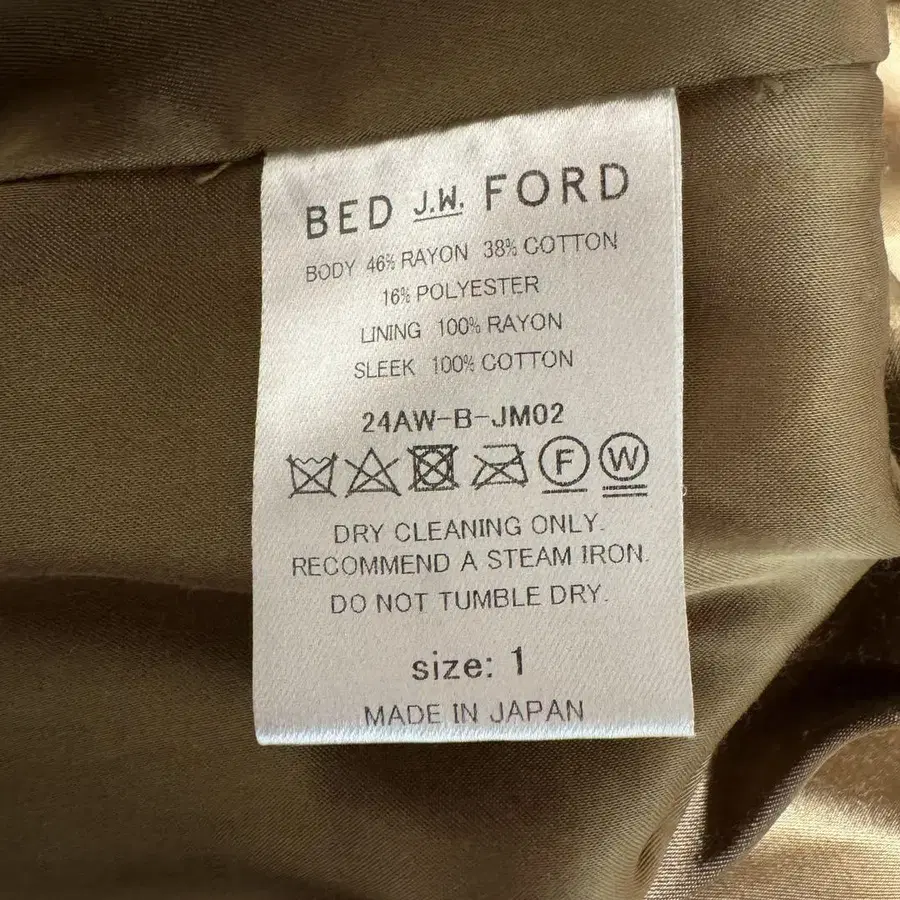 BED J.W. FORD
BODY 46% RAYON 38% COTTON
16% POLYESTER
LINING 100% RAYON
SLEEK 100% COTTON
24AW-B-JM02
F W
DRY CLEANING ONLY.
RECOMMEND A STEAM IRON.
DO NOT TUMBLE DRY.
size: 1
MADE IN JAPAN